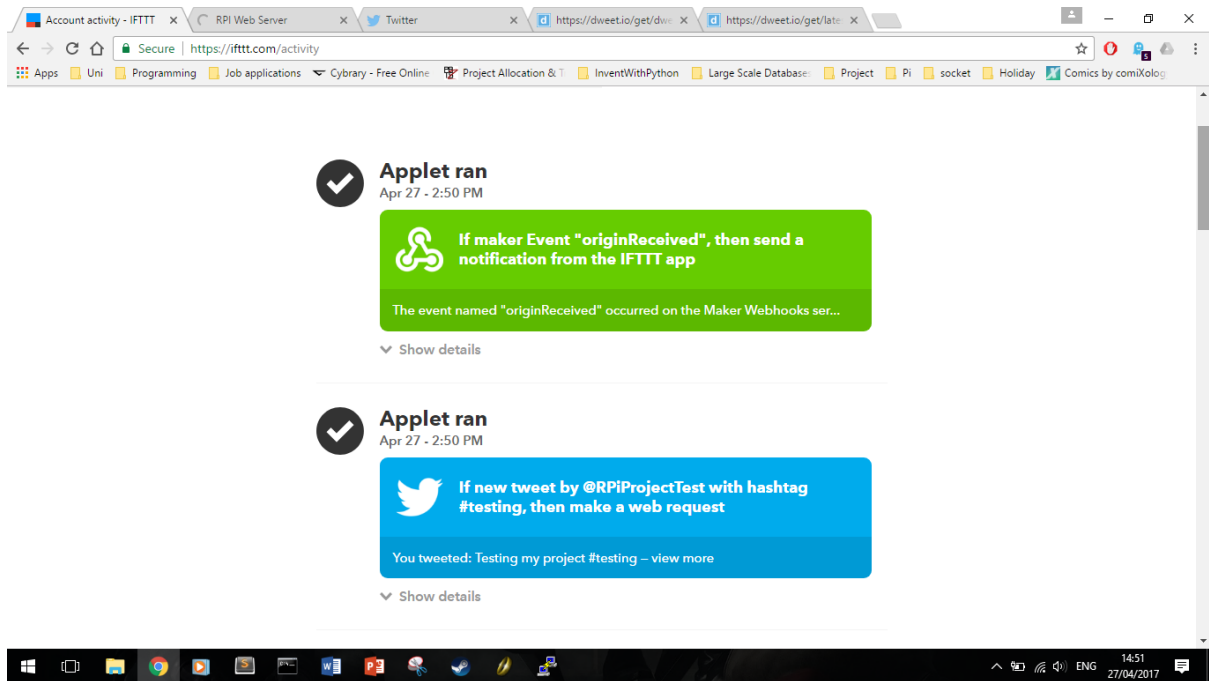 Account activity - IFTTT
RPI Web Server
Twitter
https://dweet.io/get/dwe
https://dweet.io/get/late
Secure
https://ifttt.com/activity
Apps
Uni
Programming
Job applications
Cybrary - Free Online
Project Allocation & T
InventWithPython
Large Scale Database
Project
Pi
socket
Holiday
Comics by comiXolog
Applet ran
Apr 27 - 2:50 PM
If maker Event "originReceived", then send a
notification from the IFTTT app
The event named "originReceived" occurred on the Maker Webhooks ser...
Show details
Applet ran
Apr 27 - 2:50 PM
If new tweet by @RPiProjectTest with hashtag
#testing, then make a web request
You tweeted: Testing my project #testing – view more
Show details
ENG
14:51
27/04/2017